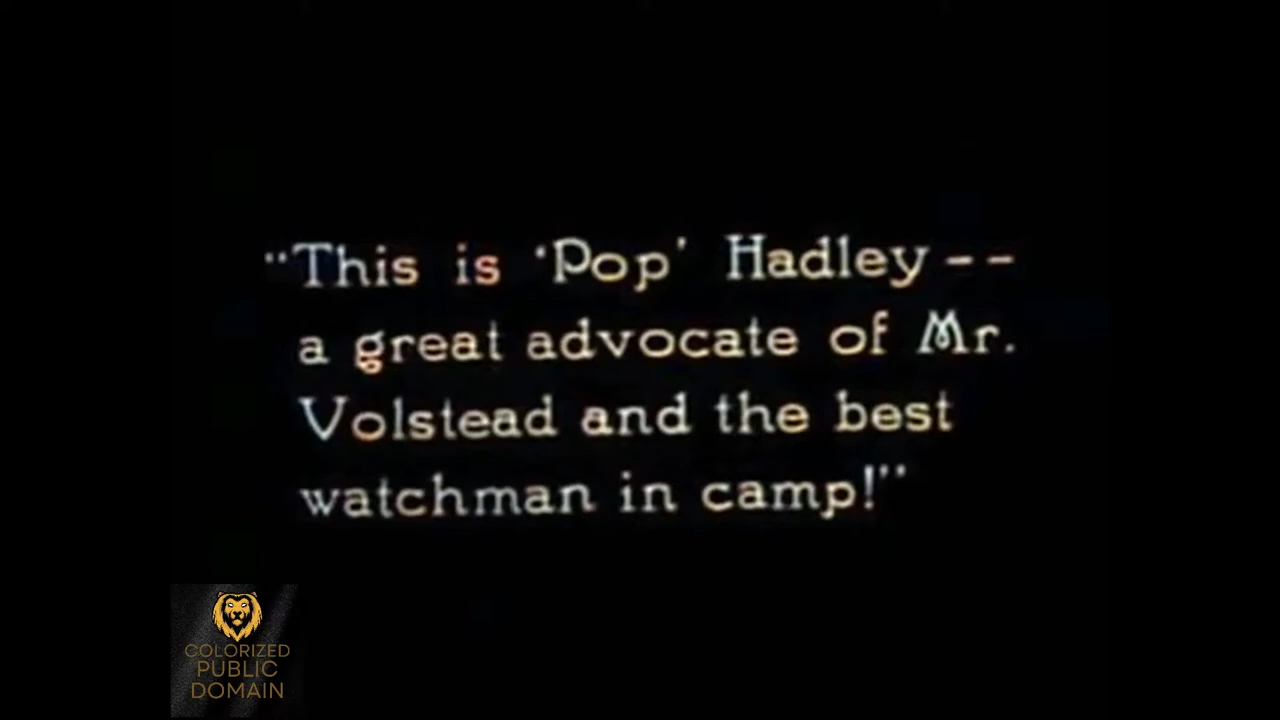 "This is 'Pop' Hadley--
a great advocate of Mr.
Volstead and the best
watchman in camp!"
COLORIZED
PUBLIC
DOMAIN